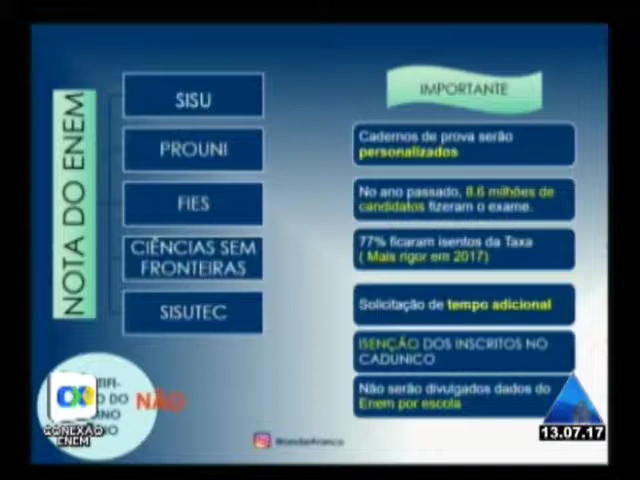 NOTA DO ENEM
SISU
PROUNI
FIES
CIÊNCIAS SEM
FRONTEIRAS
SISUTEC
NÃO
CONEXÃO
ENEM
IMPORTANTE
Cadernos de prova serão
personalizados
No ano passado, 8.6 milhões de
candidatos fizeram o exame.
77% ficaram isentos da Taxa
( Mais rigor em 2017)
Solicitação de tempo adicional
ISENÇÃO DOS INSCRITOS NO
CADUNICO
Não serão divulgados dados do
Enem por escola
13.07.17